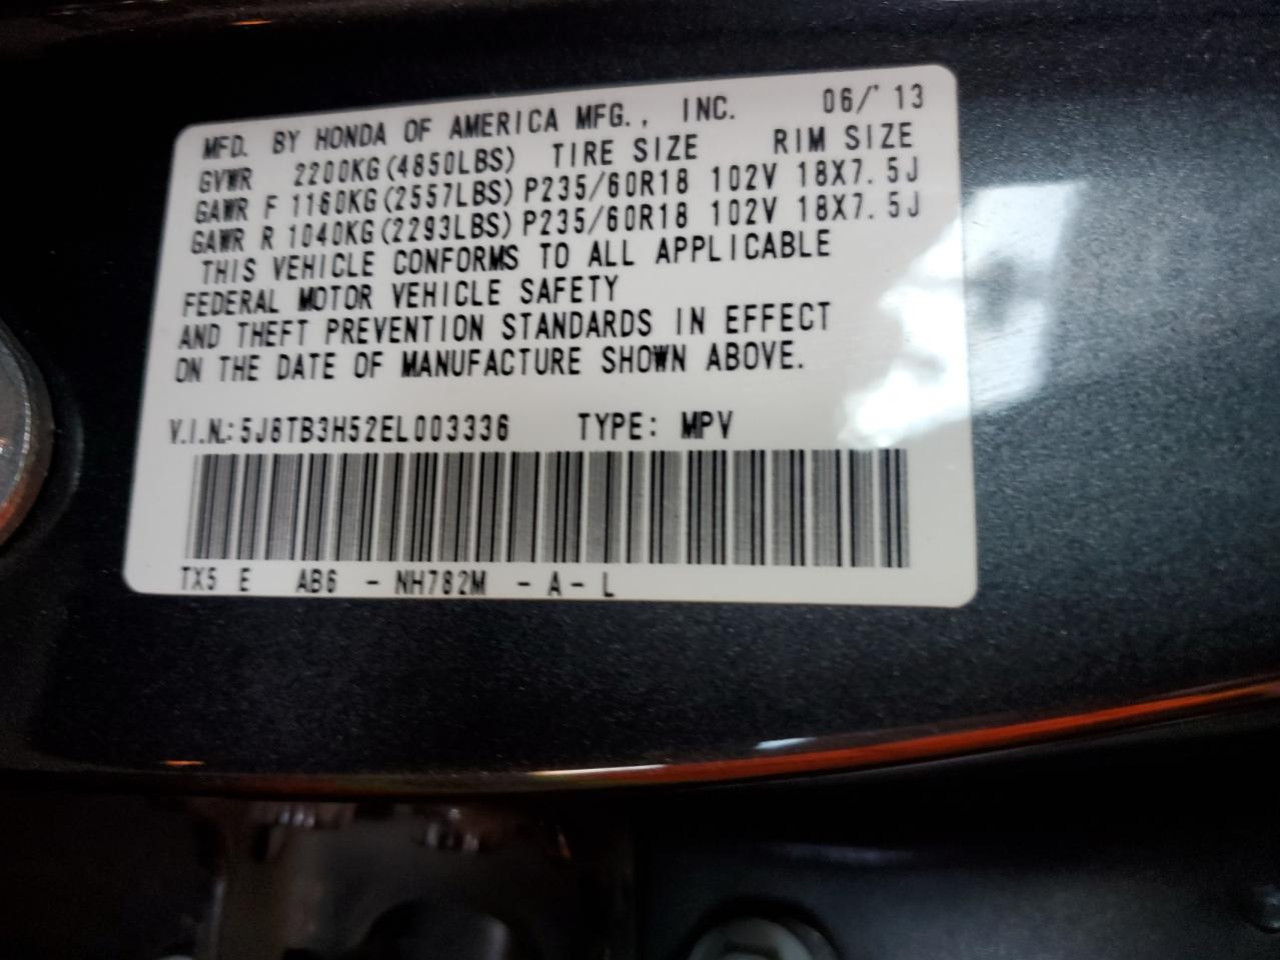 MFD. BY HONDA OF AMERICA MFG., INC. 06/'13
GVWR 2200KG(4850LBS) TIRE SIZE RIM SIZE
GAWR F 1160KG(2557LBS) P235/60R18 102V 18X7.5J
GAWR R 1040KG(2293LBS) P235/60R18 102V 18X7.5J
THIS VEHICLE CONFORMS TO ALL APPLICABLE
FEDERAL MOTOR VEHICLE SAFETY
AND THEFT PREVENTION STANDARDS IN EFFECT
ON THE DATE OF MANUFACTURE SHOWN ABOVE.
V.I.N.: 5J8TB3H52EL003336 TYPE: MPV
TX5 E AB6 - NH782M - A - L